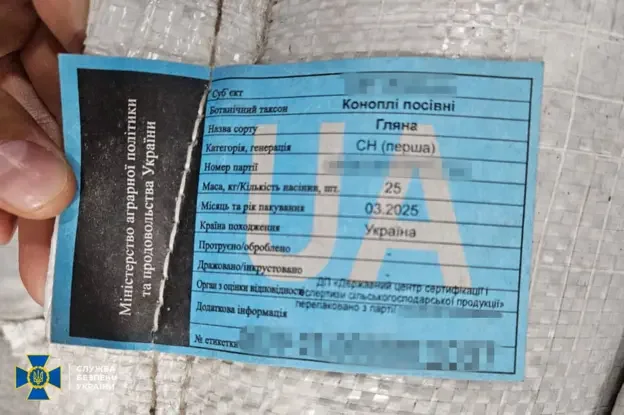 Міністерство аграрної політики
та продовольства України
Суб'єкт
Ботанічний таксон Коноплі посівні
Назва сорту Гляна
Категорія, генерація СН (перша)
Номер партії
Маса, кг/Кількість насінин, шт. 25
Місяць та рік пакування 03.2025
Країна походження Україна
Протруєно/оброблено -
Дражовано/інкрустовано -
Орган з оцінки відповідності ДП «Державний центр сертифікації і
експертизи сільськогосподарської продукції»
Додаткова інформація перепаковано з партії
№ етикетки
UA
СЛУЖБА
БЕЗПЕКИ
УКРАЇНИ